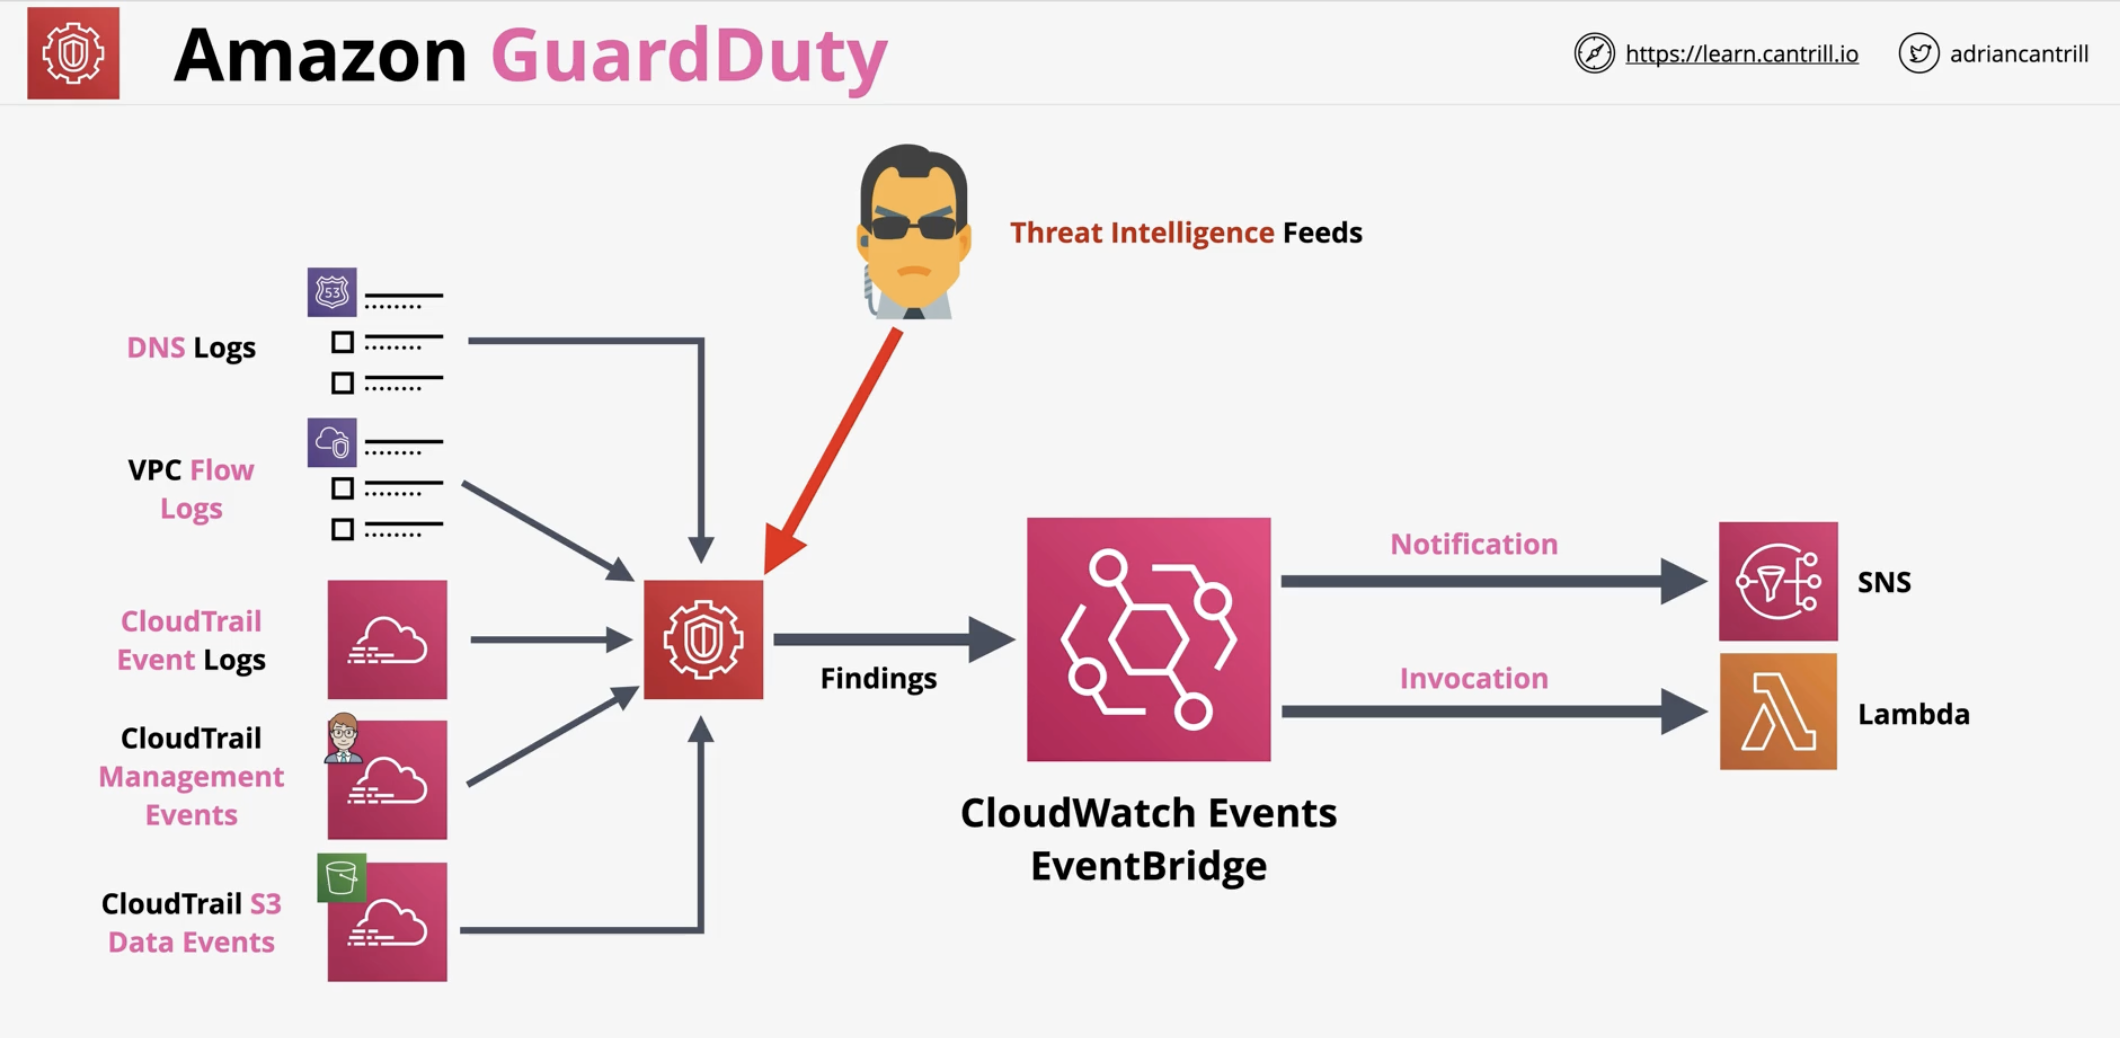 Amazon GuardDuty
https://learn.cantrill.io
adriancantrill
Threat Intelligence Feeds
53
DNS Logs
VPC Flow
Logs
CloudTrail
Event Logs
CloudTrail
Management
Events
CloudTrail S3
Data Events
Findings
CloudWatch Events
EventBridge
Notification
SNS
Invocation
Lambda